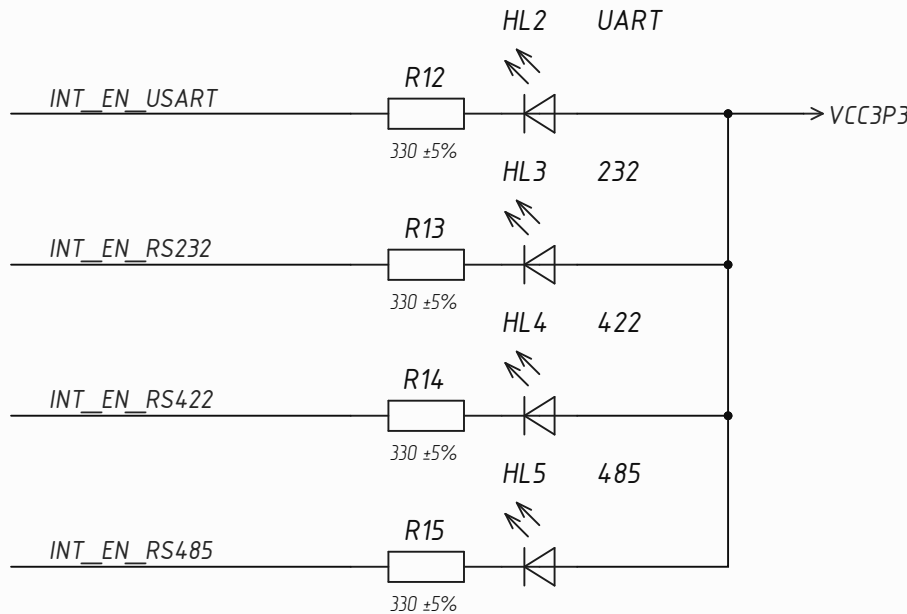 HL2 UART
R12
INT_EN_USART
VCC3P3
330 ±5%
HL3 232
R13
INT_EN_RS232
330 ±5%
HL4 422
R14
INT_EN_RS422
330 ±5%
HL5 485
R15
INT_EN_RS485
330 ±5%